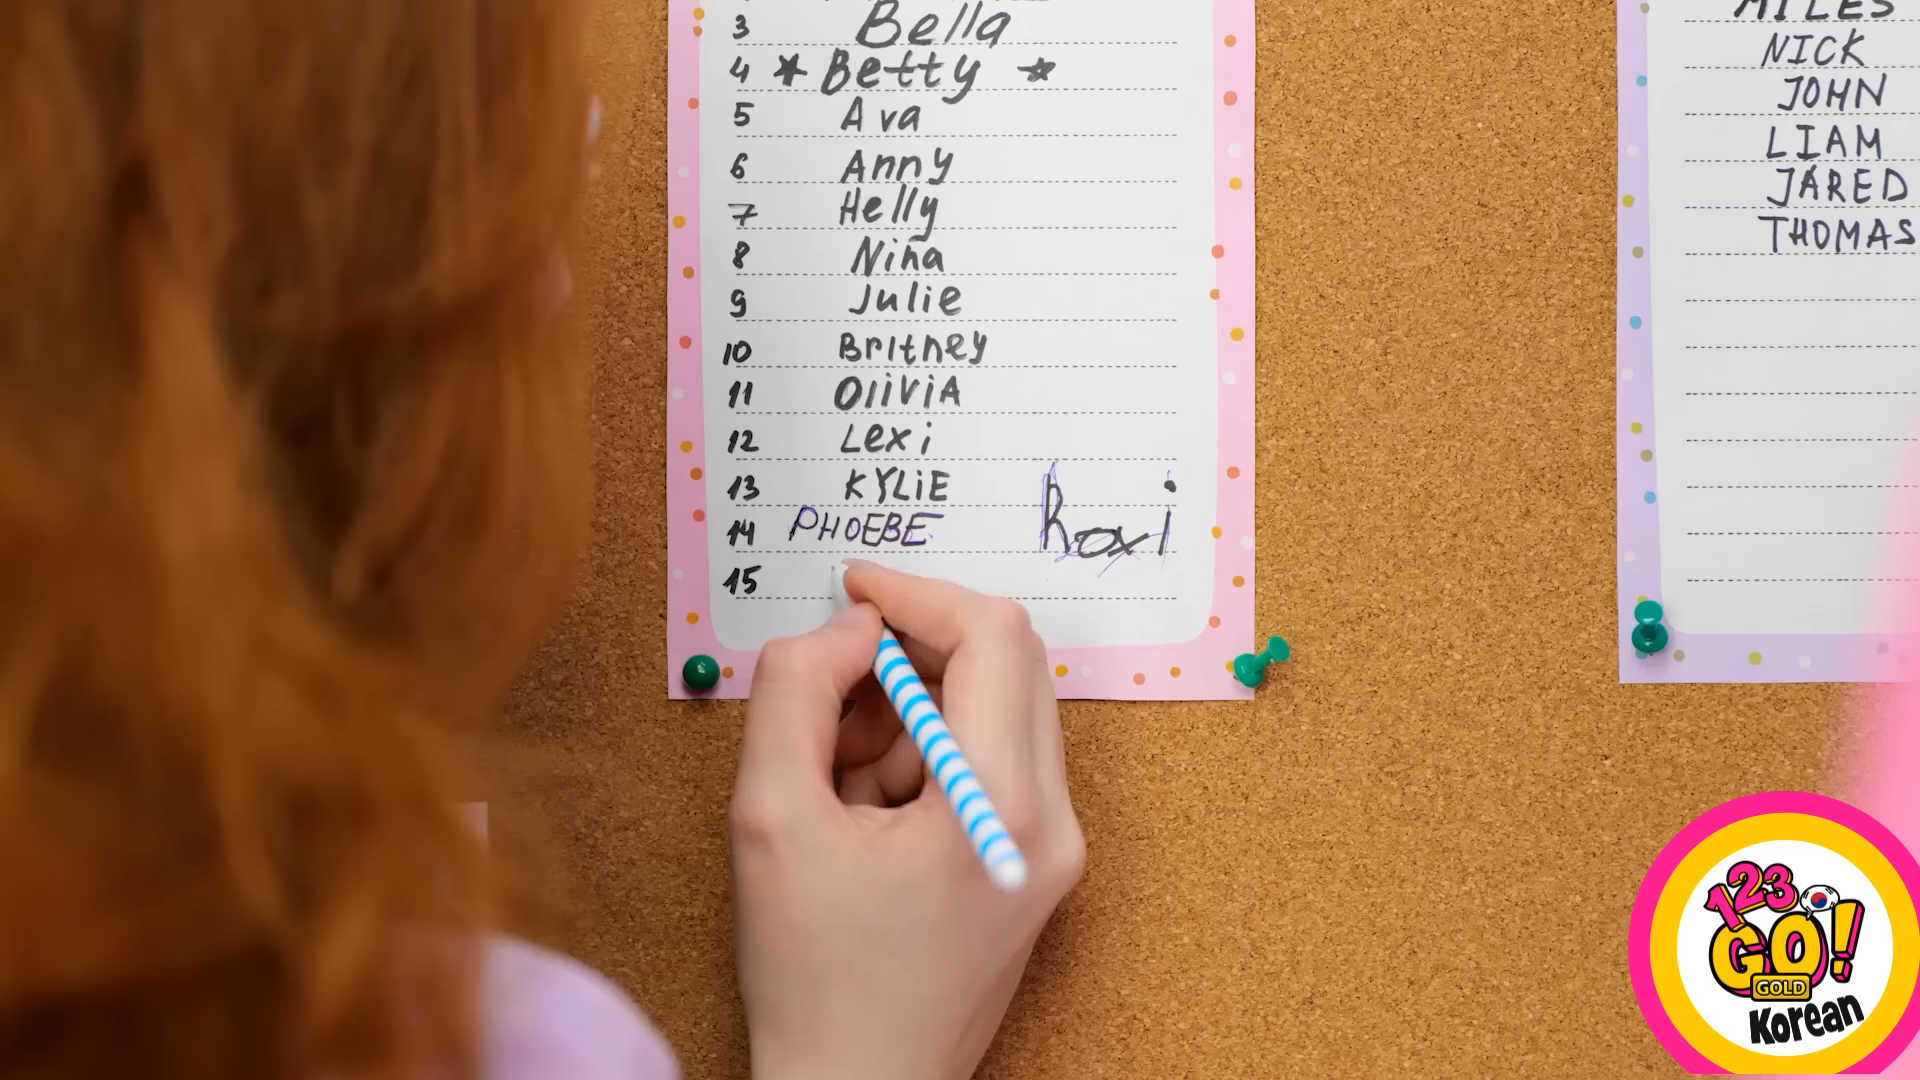 3 Bella
4 * Betty *
5 Ava
6 Anny
7 Helly
8 Nina
9 Julie
10 Britney
11 OliviA
12 Lexi
13 KYLiE
14 PHOEBE Roxi
15
MILES
NICK
JOHN
LIAM
JARED
THOMAS
123
GO!
GOLD
Korean